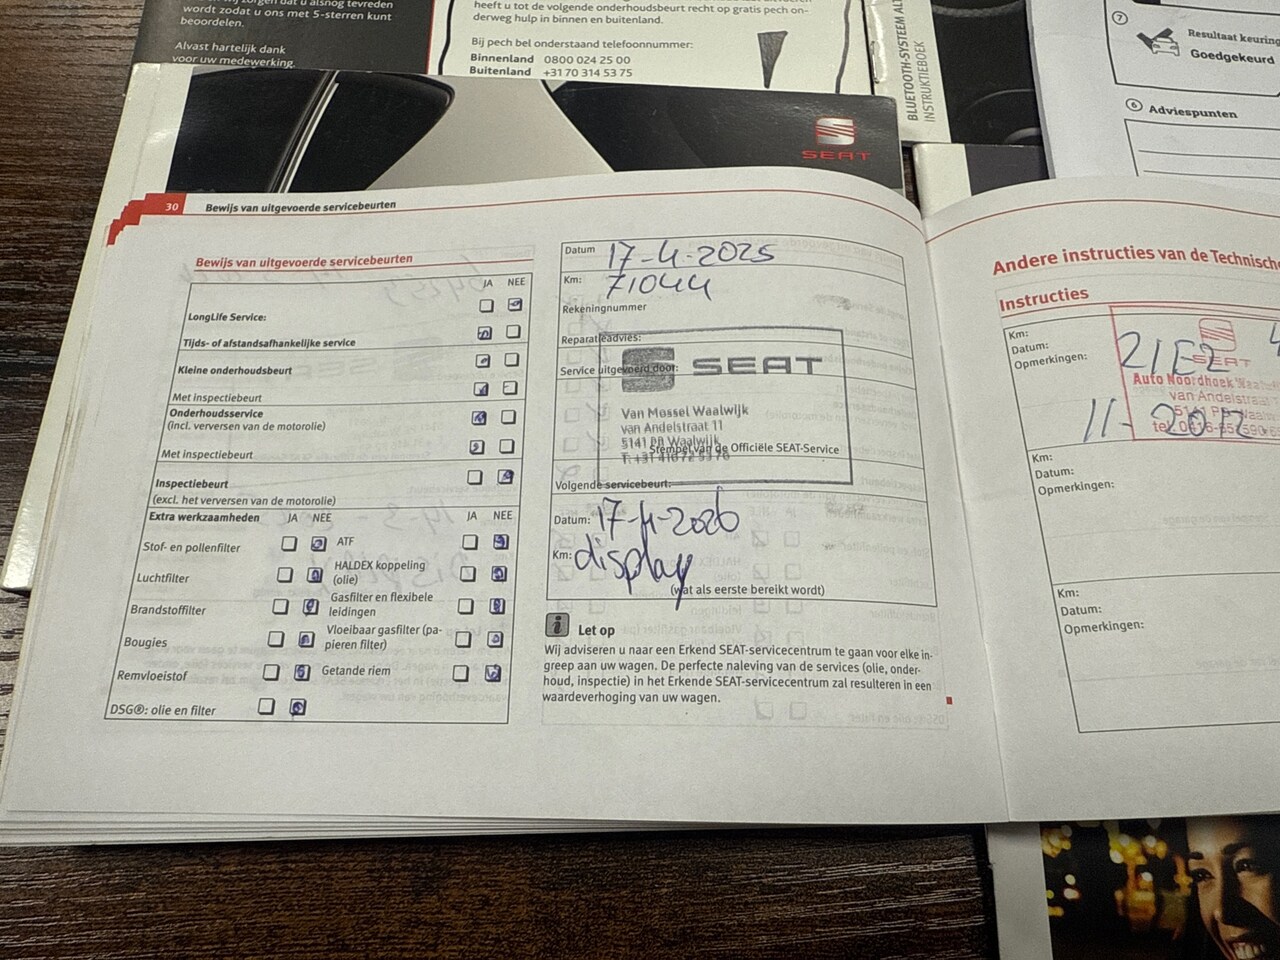 wordt zodat u ons met 5-sterren kunt
beoordelen.
Alvast hartelijk dank
voor uw medewerking.
heeft u tot de volgende onderhoudsbeurt recht op gratis pech on-
derweg hulp in binnen en buitenland.
Bij pech bel onderstaand telefoonnummer:
Binnenland 0800 024 25 00
Buitenland +31 70 314 53 75
BLUETOOTH-SYSTEEM
INSTRUCTIEBOEK
7
Resultaat keuring
Goedgekeurd
6 Adviespunten
SEAT
30 Bewijs van uitgevoerde servicebeurten
Bewijs van uitgevoerde servicebeurten
JA NEE
LongLife Service:
Tijds- of afstandsafhankelijke service
Kleine onderhoudsbeurt
Met inspectiebeurt
Onderhoudsservice
(incl. verversen van de motorolie)
Met inspectiebeurt
Inspectiebeurt
(excl. het verversen van de motorolie)
Extra werkzaamheden JA NEE JA NEE
Stof- en pollenfilter ATF
Luchtfilter HALDEX koppeling
(olie)
Brandstoffilter Gasfilter en flexibele
leidingen
Bougies Vloeibaar gasfilter (pa-
pieren filter)
Remvloeistof Getande riem
DSG®: olie en filter
Datum 17-4-2025
Km: 71044
Rekeningnummer
Reparatieadvies:
Service uitgevoerd door:
SEAT
Van Mossel Waalwijk
van Andelstraat 11
5141 PB Waalwijk
Stempel van de Officiële SEAT-Service
Volgende servicebeurt:
Datum: 17-4-2026
Km: display
(wat als eerste bereikt wordt)
i Let op
Wij adviseren u naar een Erkend SEAT-servicecentrum te gaan voor elke in-
greep aan uw wagen. De perfecte naleving van de services (olie, onder-
houd, inspectie) in het Erkende SEAT-servicecentrum zal resulteren in een
waardeverhoging van uw wagen.
Andere instructies van de
Instructies
Km:
Datum:
Opmerkingen:
21E2
SEAT
Auto Noordhoek
van Andelstraat
11-2012
Km:
Datum:
Opmerkingen:
Km:
Datum:
Opmerkingen: